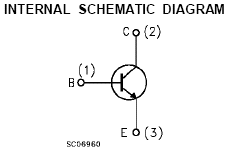 INTERNAL SCHEMATIC DIAGRAM
C (2)
(1)
B
E (3)
SC06960